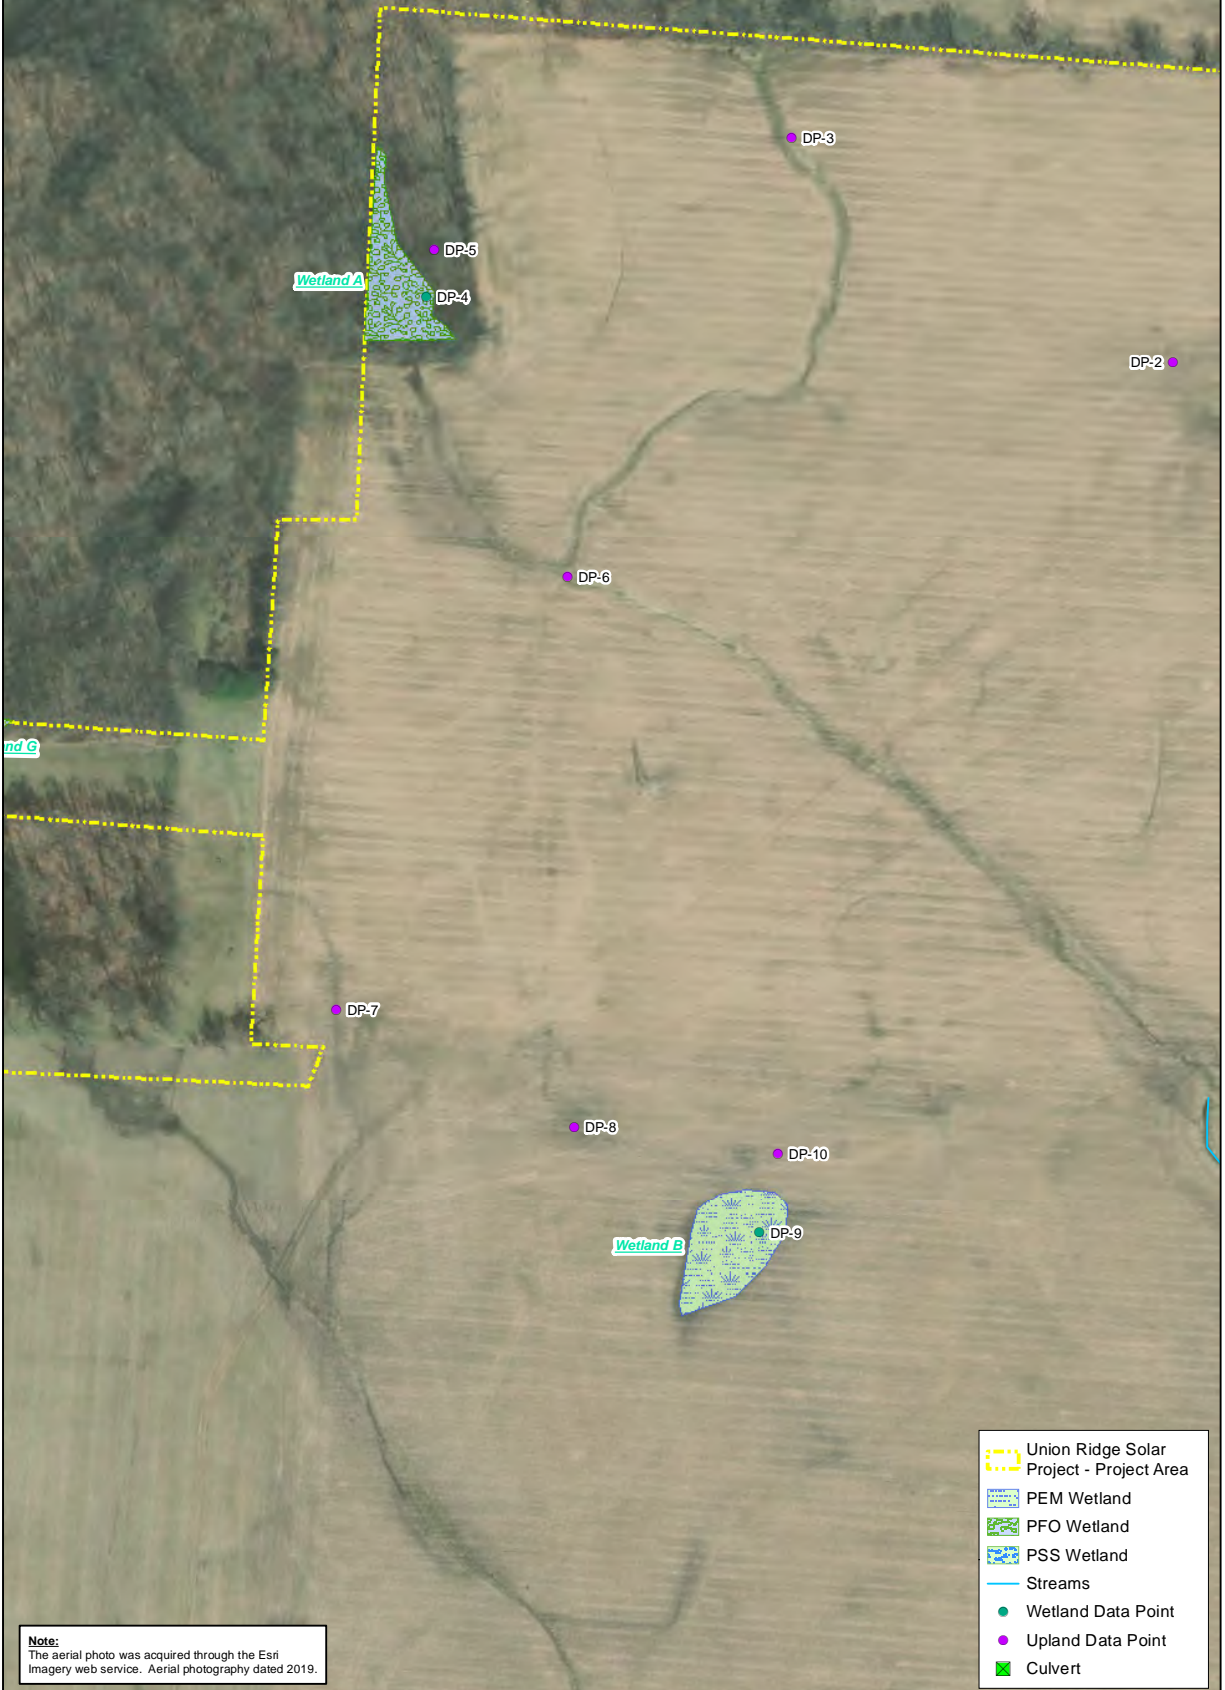 DP-3
DP-5
Wetland A
DP-4
DP-2
DP-6
nd G
DP-7
DP-8
DP-10
DP-9
Wetland B
Union Ridge Solar
Project - Project Area
PEM Wetland
PFO Wetland
PSS Wetland
Streams
Wetland Data Point
Upland Data Point
Culvert
Note:
The aerial photo was acquired through the Esri
Imagery web service. Aerial photography dated 2019.